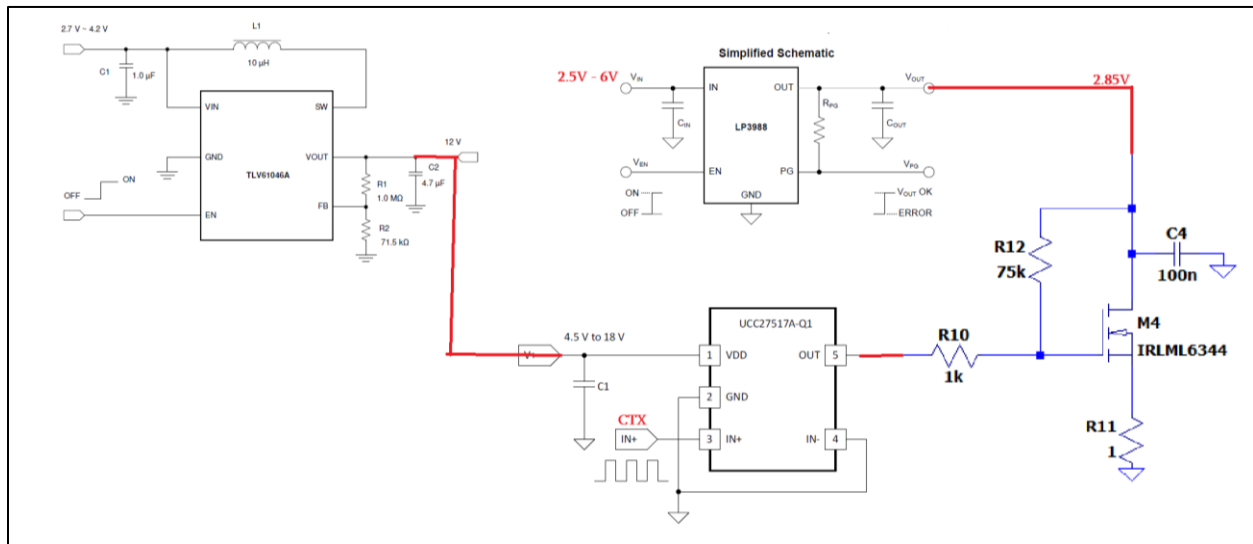 2.7 V ~ 4.2 V
L1
C1
1.0 µF
10 µH
VIN
SW
GND
VOUT
TLV61046A
OFF
ON
EN
FB
12 V
C2
4.7 µF
R1
1.0 MΩ
R2
71.5 kΩ
Simplified Schematic
2.5V - 6V
VIN
IN
OUT
VOUT
2.85V
CIN
LP3988
RPG
COUT
VEN
EN
PG
VPG
ON
OFF
GND
VOUT OK
ERROR
R12
75k
C4
100n
M4
IRLML6344
R10
1k
R11
1
4.5 V to 18 V
UCC27517A-Q1
V+
1
VDD
OUT
5
C1
2
GND
CTX
IN+
3
IN+
IN-
4